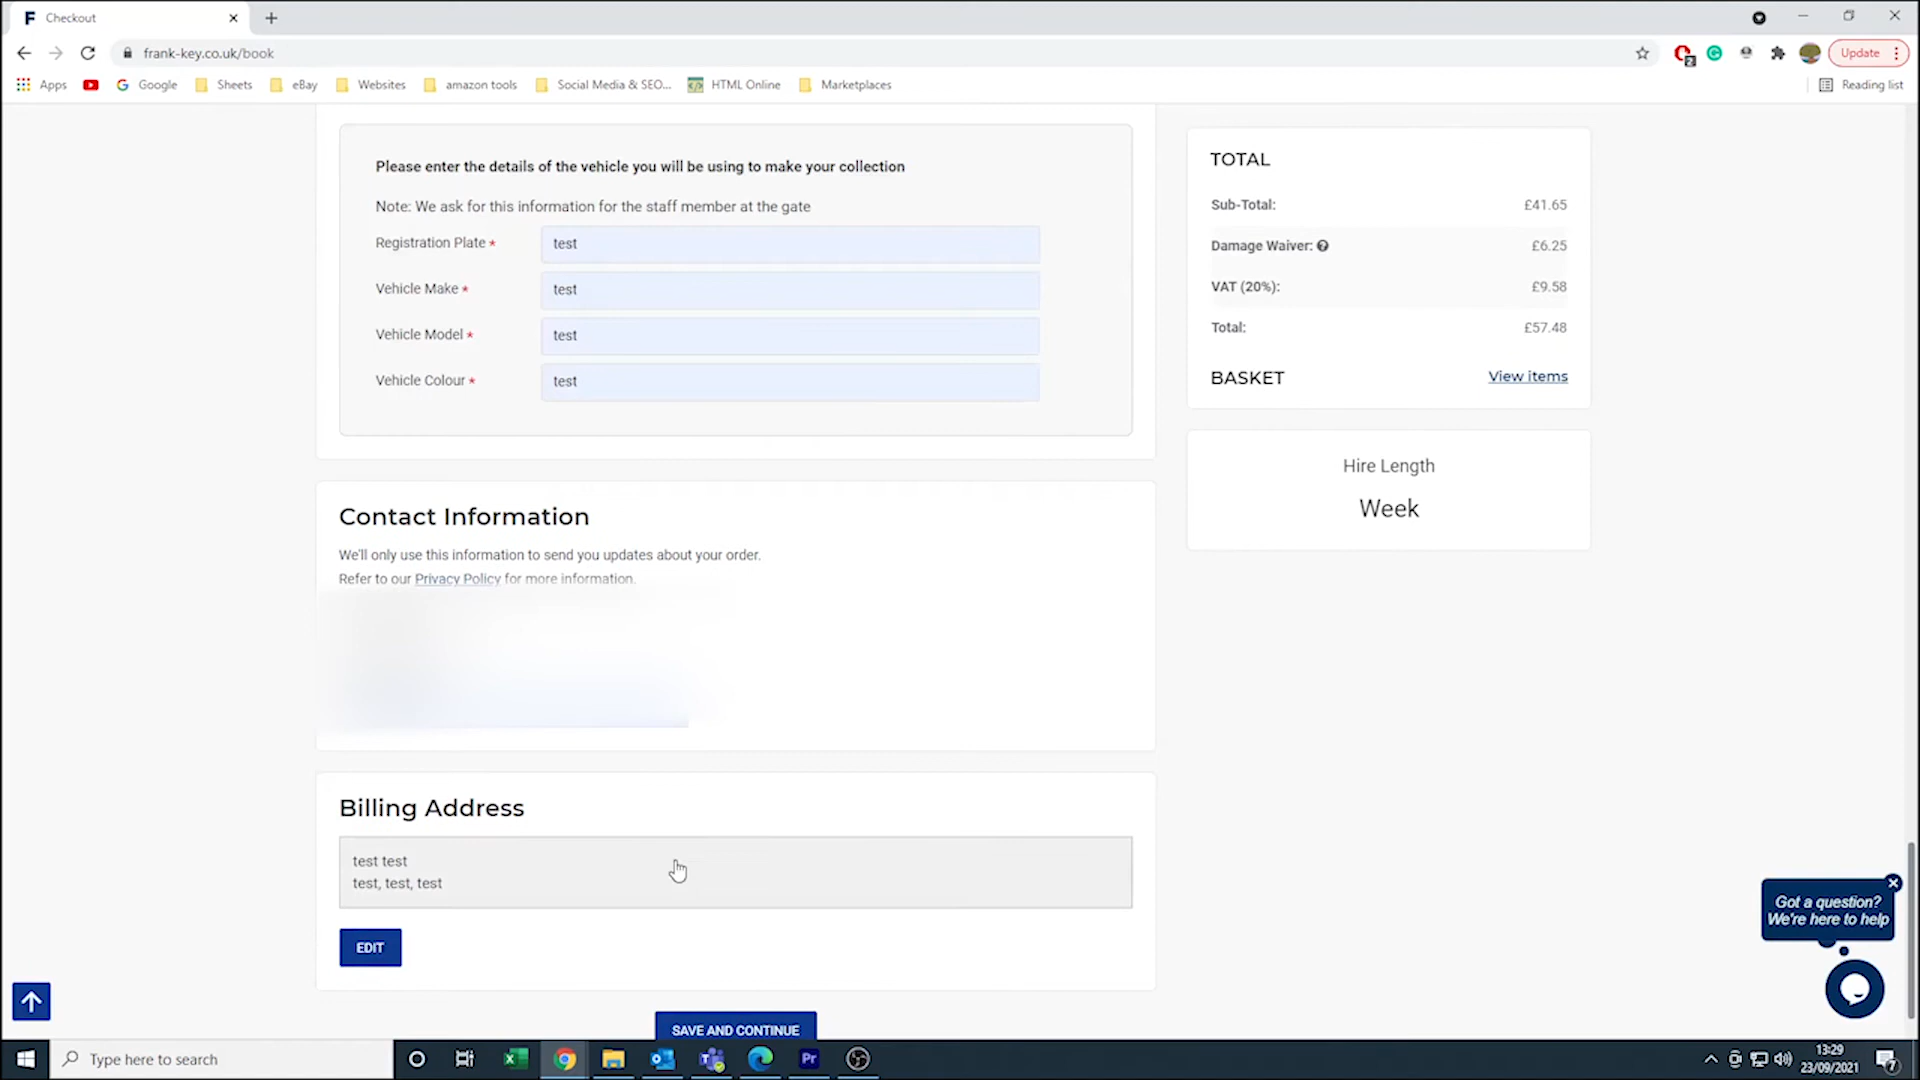 Checkout
frank-key.co.uk/book
Update
Apps
Google
Sheets
eBay
Websites
amazon tools
Social Media & SEO...
HTML Online
Marketplaces
Reading list
Please enter the details of the vehicle you will be using to make your collection
Note: We ask for this information for the staff member at the gate
Registration Plate * test
Vehicle Make * test
Vehicle Model * test
Vehicle Colour * test
TOTAL
Sub-Total: £41.65
Damage Waiver: £6.25
VAT (20%): £9.58
Total: £57.48
BASKET View items
Hire Length
Week
Contact Information
We'll only use this information to send you updates about your order.
Refer to our Privacy Policy for more information.
Billing Address
test test
test, test, test
EDIT
SAVE AND CONTINUE
Got a question?
We're here to help
Type here to search
Pr
13:29
23/09/2021